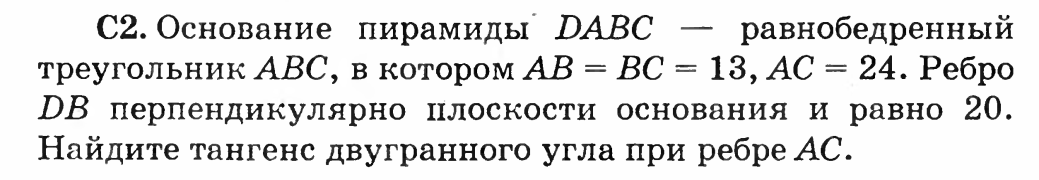 С2. Основание пирамиды DABC — равнобедренный
треугольник ABC, в котором AB = BC = 13, AC = 24. Ребро
DB перпендикулярно плоскости основания и равно 20.
Найдите тангенс двугранного угла при ребре AC.